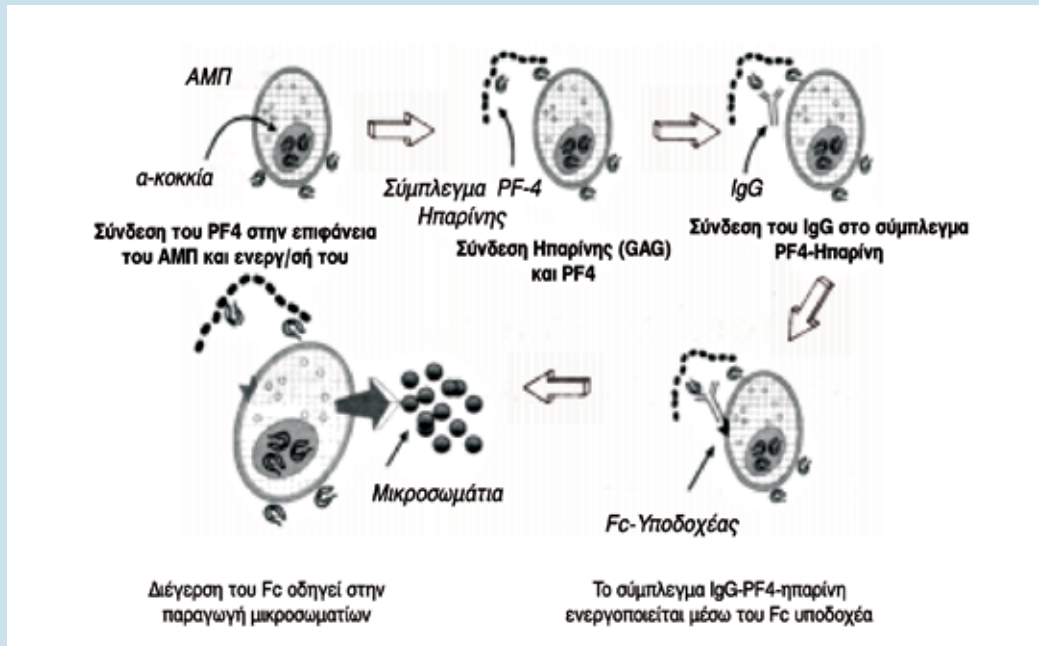 ΑΜΠ
α-κοκκία
Σύνδεση του PF4 στην επιφάνεια
του ΑΜΠ και ενεργ/σή του
Σύμπλεγμα PF-4
Ηπαρίνης
Σύνδεση Ηπαρίνης (GAG)
και PF4
IgG
Σύνδεση του IgG στο σύμπλεγμα
PF4-Ηπαρίνη
Fc-Υποδοχέας
Το σύμπλεγμα IgG-PF4-ηπαρίνη
ενεργοποιείται μέσω του Fc υποδοχέα
Μικροσωμάτια
Διέγερση του Fc οδηγεί στην
παραγωγή μικροσωματίων